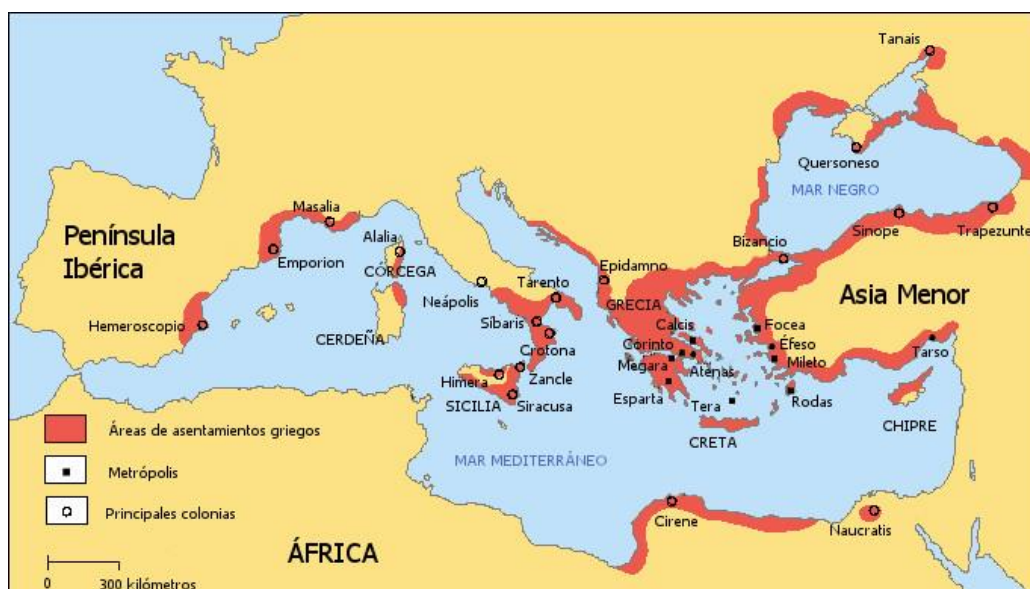 Tanais
Quersoneso
MAR NEGRO
Masalia
Península
Ibérica
Alalia
Bizancio
Sinope
Trapezunte
Emporion
CÓRCEGA
Epidamno
Neápolis
Tarento
GRECIA
Asia Menor
Hemeroscopio
Síbaris
Calcis
Focea
CERDEÑA
Corinto
Éfeso
Crotona
Megara
Atenas
Mileto
Tarso
Himera
Zancle
Esparta
SICILIA
Siracusa
Tera
Rodas
CHIPRE
Áreas de asentamientos griegos
CRETA
MAR MEDITERRÁNEO
Metrópolis
Principales colonias
Cirene
Naucratis
ÁFRICA
0 300 kilómetros